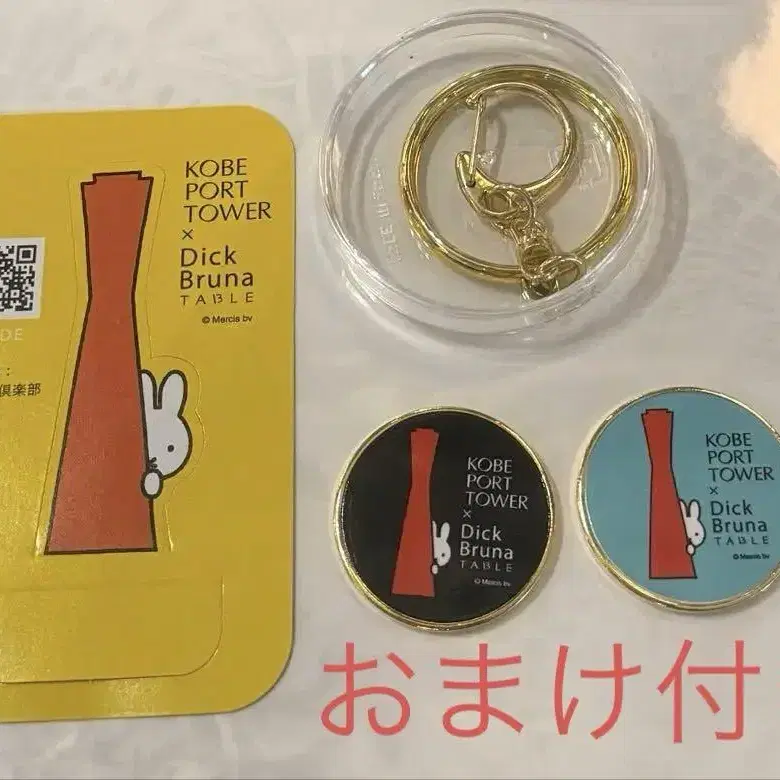 KOBE
PORT
TOWER
×
Dick
Bruna
TABLE
© Mercis bv
DE
:
倶楽部
KOBE
PORT
TOWER
×
Dick
Bruna
TABLE
© Mercis bv
KOBE
PORT
TOWER
×
Dick
Bruna
TABLE
© Mercis bv
おまけ付